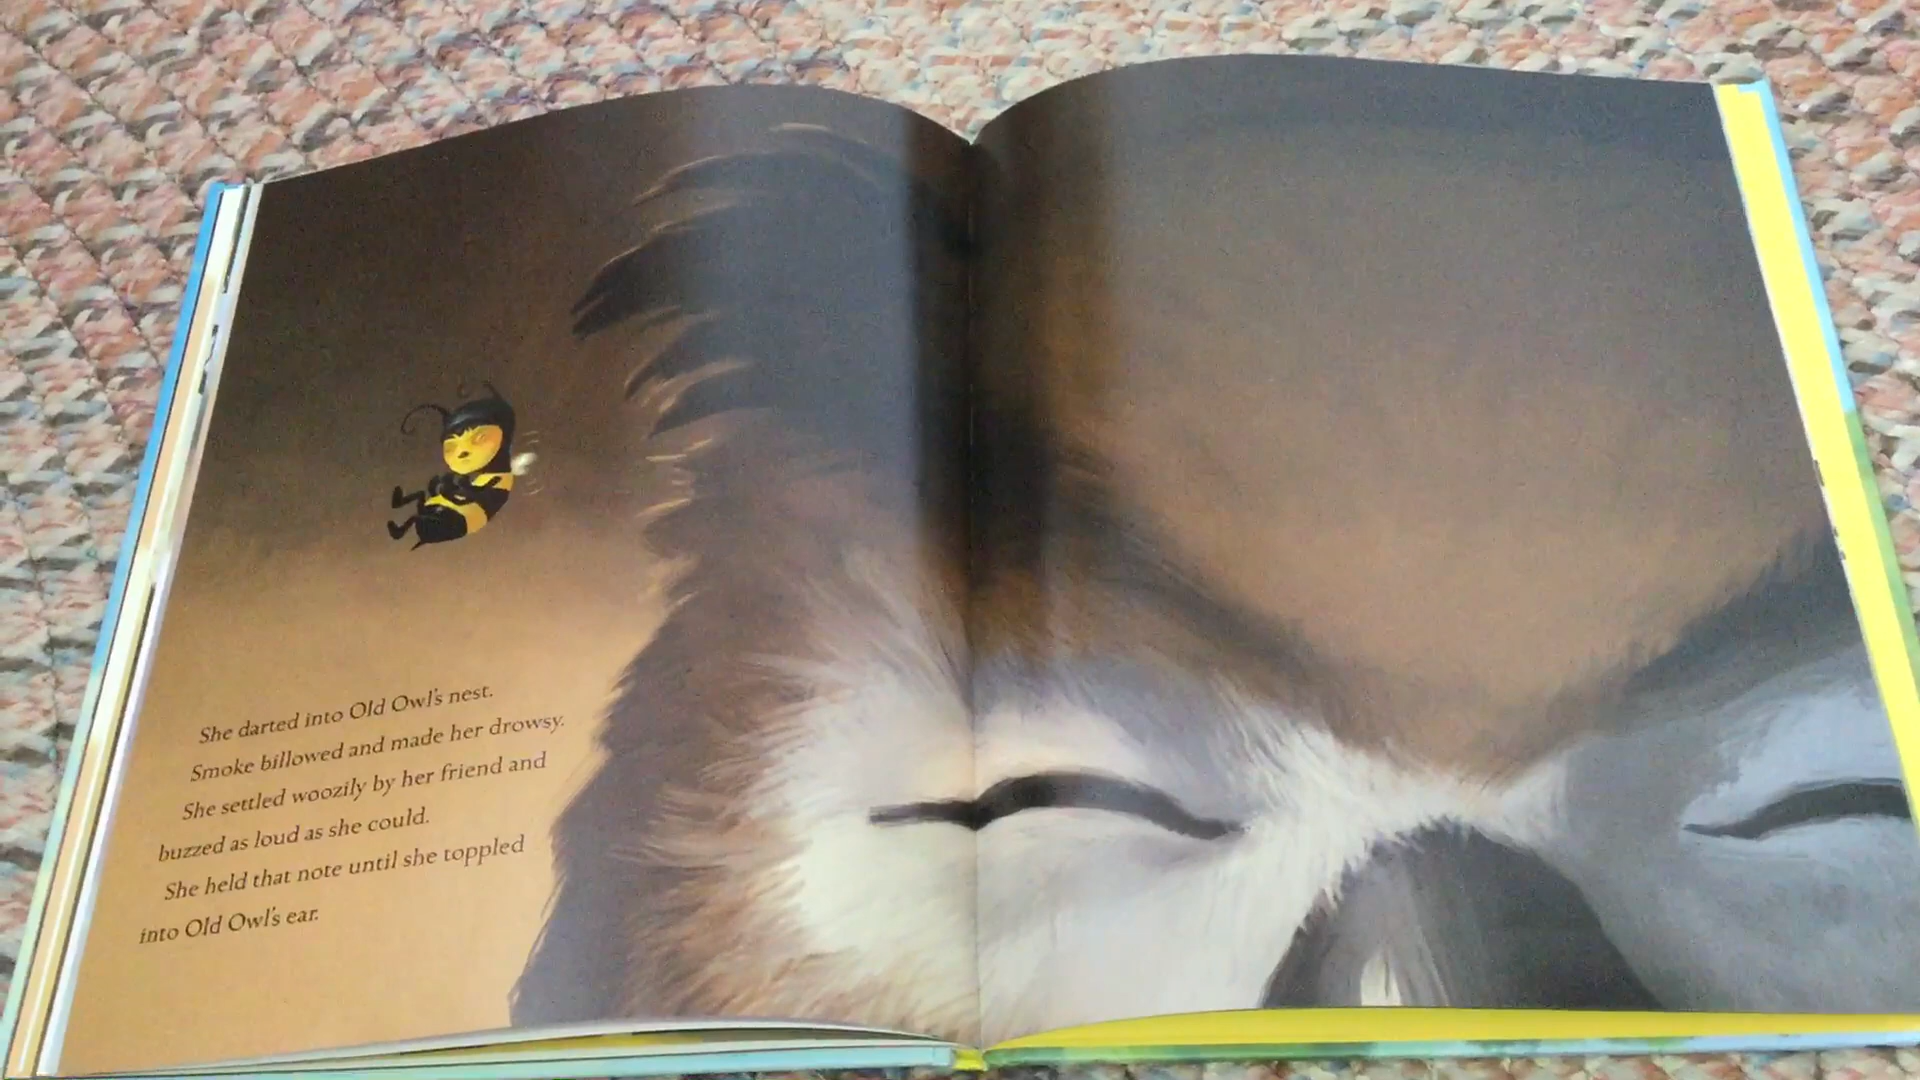 She darted into Old Owl's nest.
Smoke billowed and made her drowsy.
She settled woozily by her friend and
buzzed as loud as she could.
She held that note until she toppled
into Old Owl's ear.